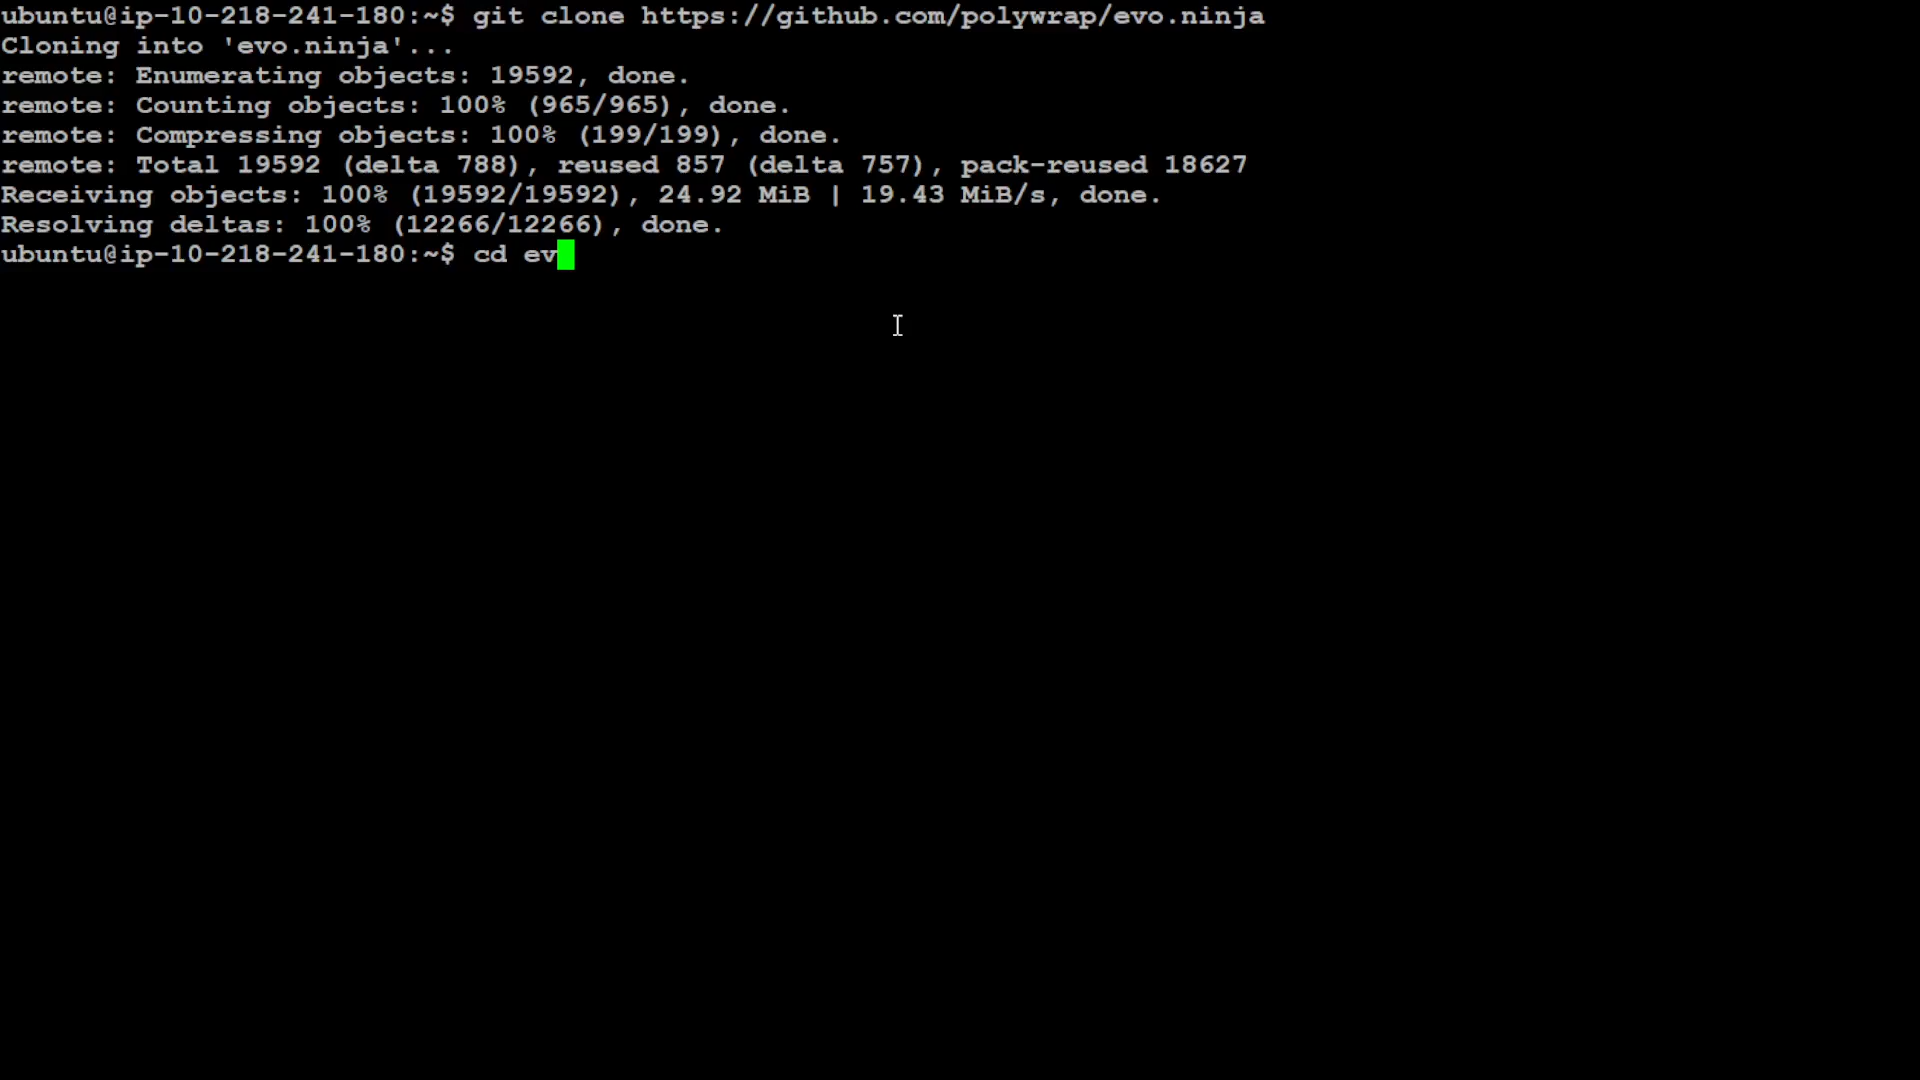 ubuntu@ip-10-218-241-180:~$ git clone https://github.com/polywrap/evo.ninja
Cloning into 'evo.ninja'...
remote: Enumerating objects: 19592, done.
remote: Counting objects: 100% (965/965), done.
remote: Compressing objects: 100% (199/199), done.
remote: Total 19592 (delta 788), reused 857 (delta 757), pack-reused 18627
Receiving objects: 100% (19592/19592), 24.92 MiB | 19.43 MiB/s, done.
Resolving deltas: 100% (12266/12266), done.
ubuntu@ip-10-218-241-180:~$ cd ev